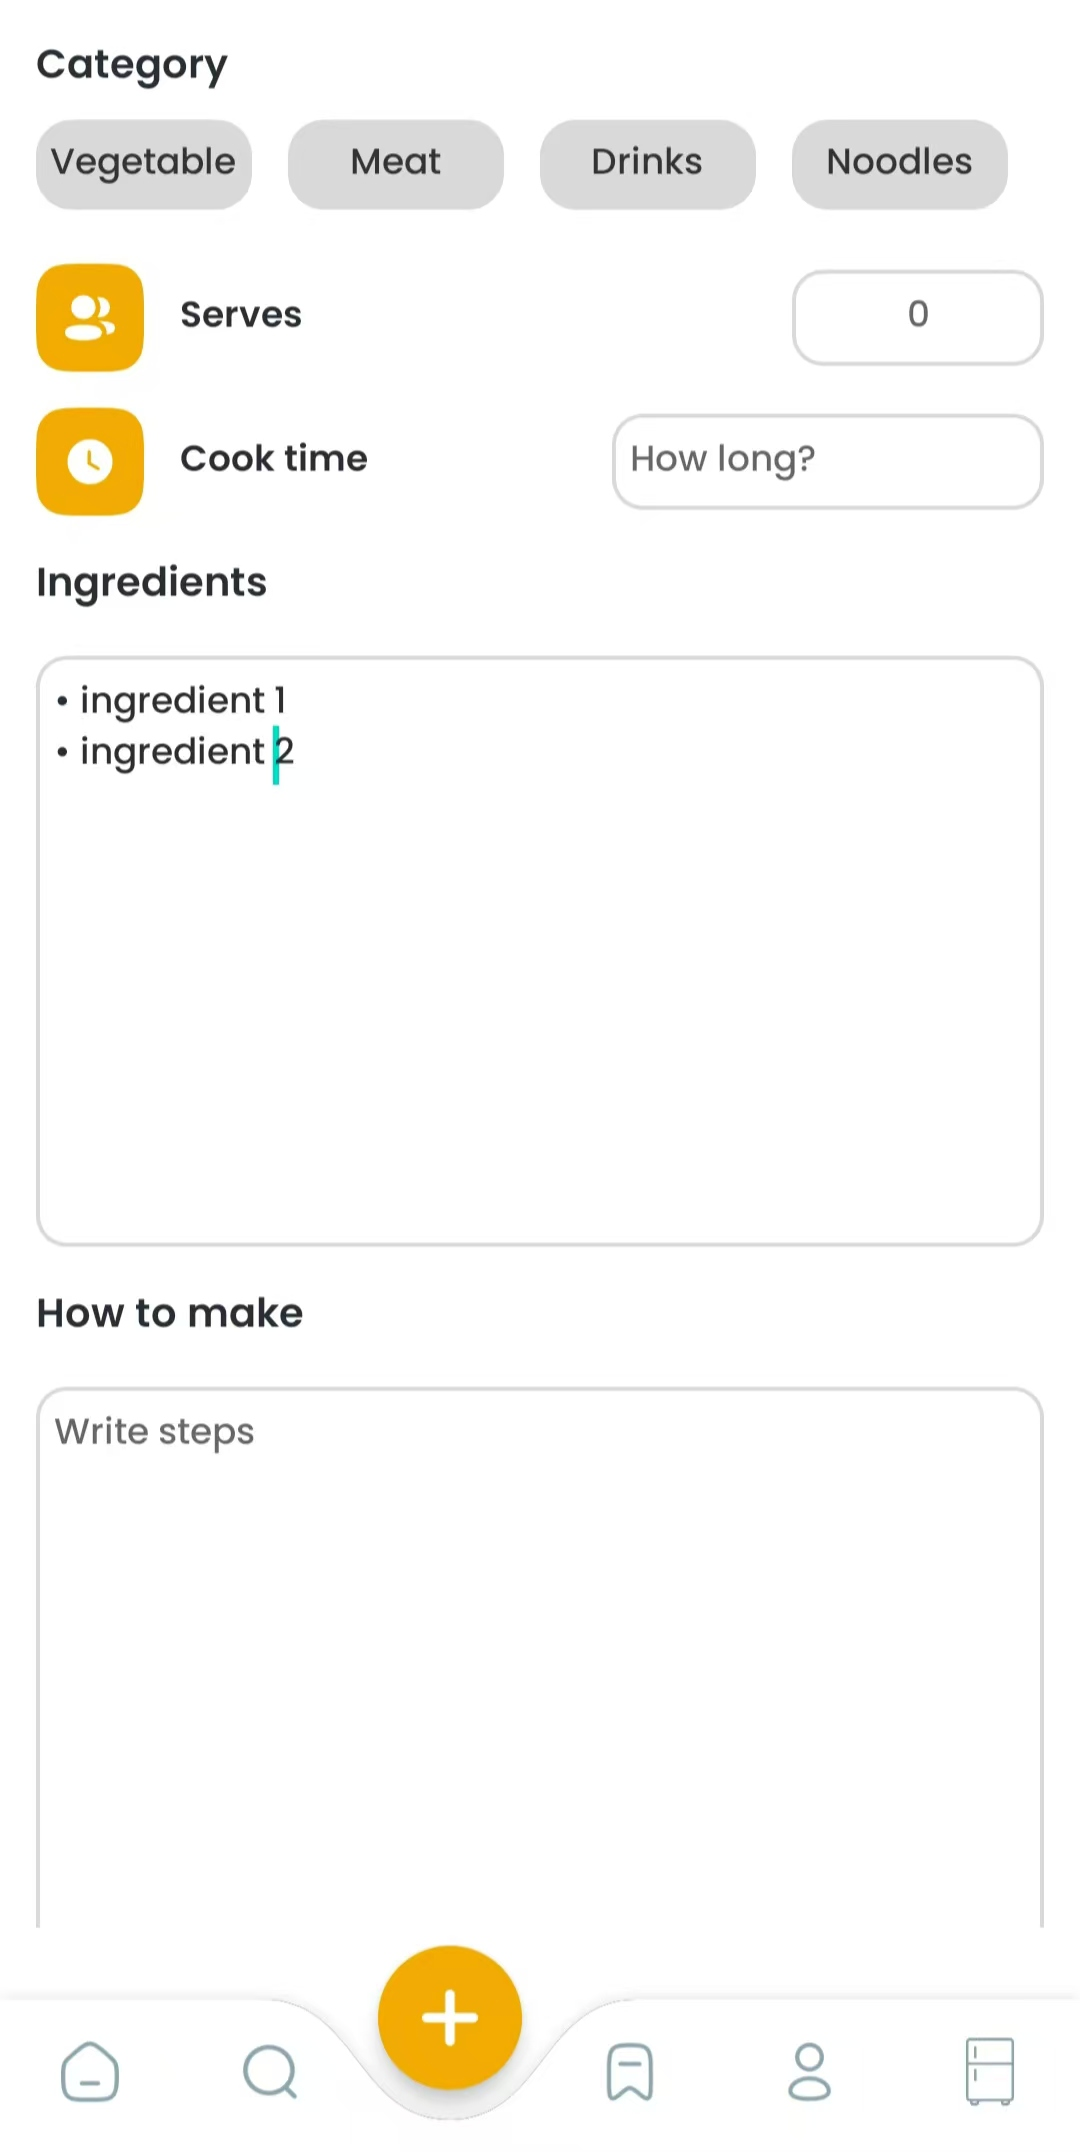 Category
Vegetable Meat Drinks Noodles
Serves 0
Cook time How long?
Ingredients
• ingredient 1
• ingredient 2
How to make
Write steps